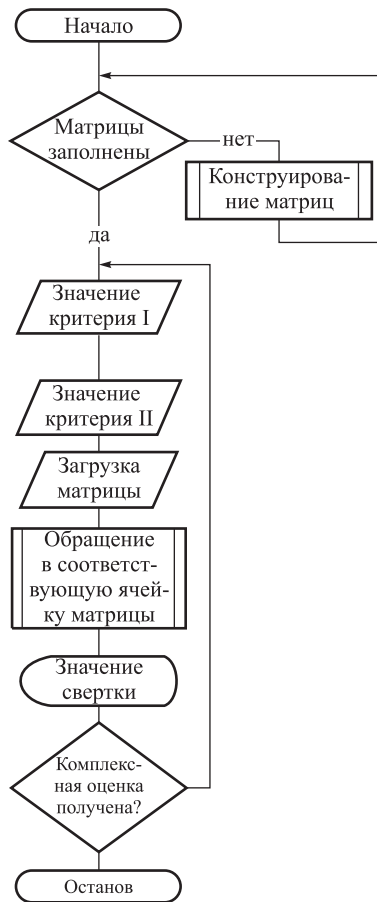 Начало
Матрицы
заполнены
нет
Конструирова-
ние матриц
да
Значение
критерия I
Значение
критерия II
Загрузка
матрицы
Обращение
в соответст-
вующую ячей-
ку матрицы
Значение
свертки
Комплекс-
ная оценка
получена?
Останов